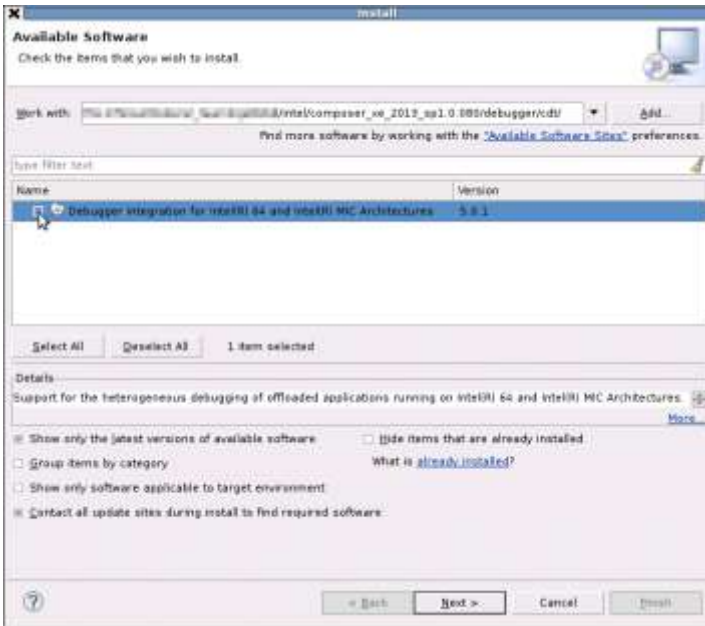 Install
Available Software
Check the items that you wish to install.
Work with: /intel/composer_xe_2013_sp1.0.080/debugger/cdt/ Add...
Find more software by working with the "Available Software Sites" preferences.
type filter text
Name Version
Debugger integration for Intel(R) 64 and Intel(R) MIC Architectures 5.0.1
Select All Deselect All 1 item selected
Details
Support for the heterogeneous debugging of offloaded applications running on Intel(R) 64 and Intel(R) MIC Architectures.
More...
Show only the latest versions of available software Hide items that are already installed
Group items by category What is already installed?
Show only software applicable to target environment
Contact all update sites during install to find required software
? < Back Next > Cancel Finish